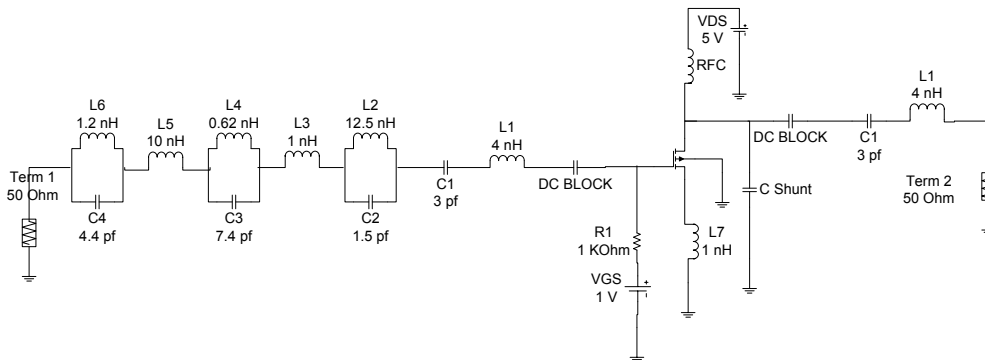 VDS
5 V
RFC
L1
4 nH
L6
1.2 nH
L5
10 nH
L4
0.62 nH
L3
1 nH
L2
12.5 nH
L1
4 nH
DC BLOCK
C1
3 pf
Term 1
50 Ohm
C4
4.4 pf
C3
7.4 pf
C2
1.5 pf
C1
3 pf
DC BLOCK
C Shunt
Term 2
50 Ohm
R1
1 KOhm
L7
1 nH
VGS
1 V